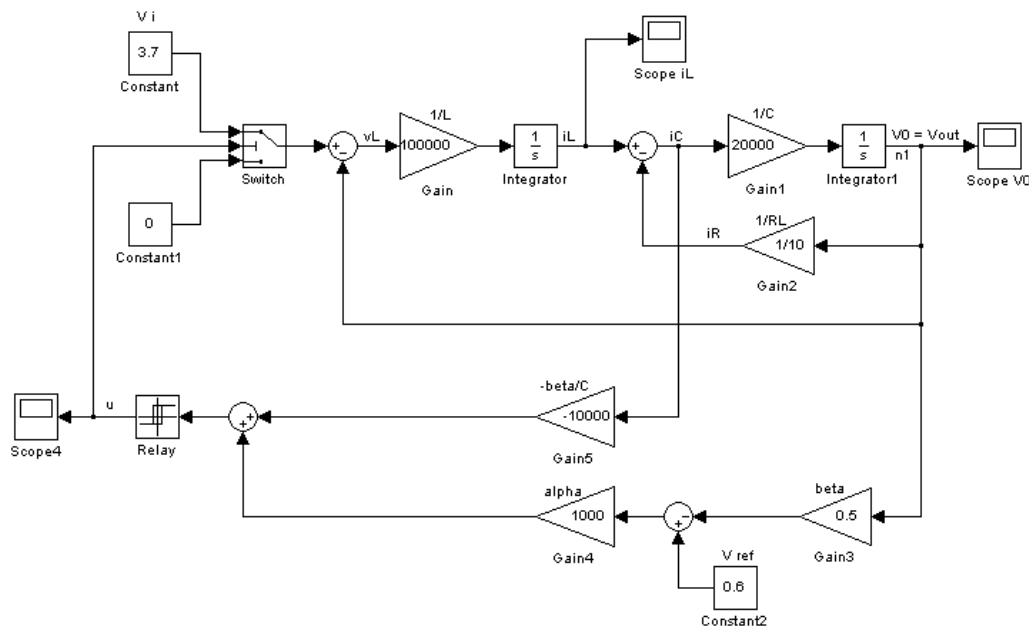 V i
3.7
Constant
Switch
0
Constant1
vL
1/L
100000
Gain
1
s
Integrator
iL
Scope iL
iC
1/C
20000
Gain1
1
s
Integrator1
V0 = Vout
n1
Scope V0
iR
1/RL
1/10
Gain2
-beta/C
-10000
Gain5
u
Scope4
Relay
alpha
1000
Gain4
beta
0.5
Gain3
V ref
0.6
Constant2